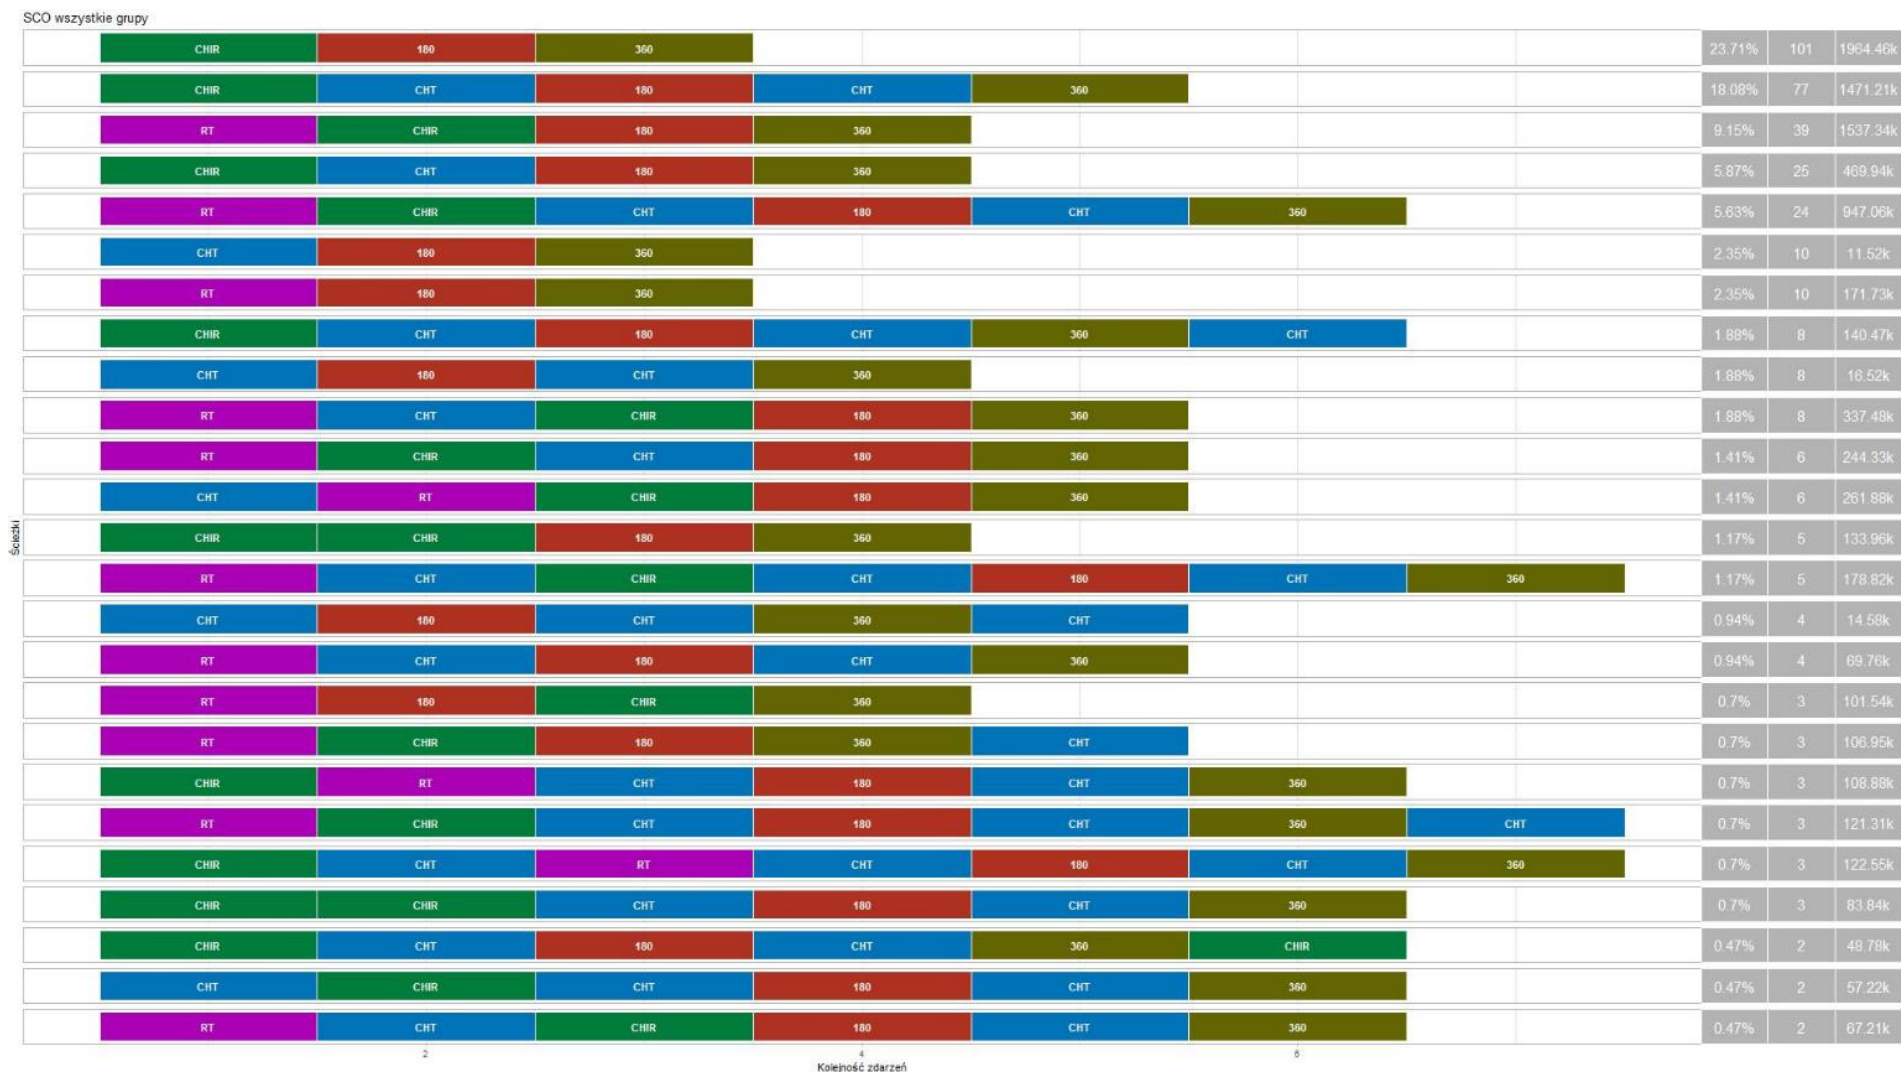 SCO wszystkie grupy
CHIR 180 360 23.71% 101 1964.46k
CHIR CHT 180 CHT 360 18.08% 77 1471.21k
RT CHIR 180 360 9.15% 39 1537.34k
CHIR CHT 180 360 5.87% 25 469.94k
RT CHIR CHT 180 CHT 360 5.63% 24 947.06k
CHT 180 360 2.35% 10 11.52k
RT 180 360 2.35% 10 171.73k
CHIR CHT 180 CHT 360 CHT 1.88% 8 140.47k
CHT 180 CHT 360 1.88% 8 16.52k
RT CHT CHIR 180 360 1.88% 8 337.48k
RT CHIR CHT 180 360 1.41% 6 244.33k
CHT RT CHIR 180 360 1.41% 6 261.88k
Ścieżki
CHIR CHIR 180 360 1.17% 5 133.96k
RT CHT CHIR CHT 180 CHT 360 1.17% 5 178.82k
CHT 180 CHT 360 CHT 0.94% 4 14.58k
RT CHT 180 CHT 360 0.94% 4 69.76k
RT 180 CHIR 360 0.7% 3 101.54k
RT CHIR 180 360 CHT 0.7% 3 106.95k
CHIR RT CHT 180 CHT 360 0.7% 3 108.88k
RT CHIR CHT 180 CHT 360 CHT 0.7% 3 121.31k
CHIR CHT RT CHT 180 CHT 360 0.7% 3 122.55k
CHIR CHIR CHT 180 CHT 360 0.7% 3 83.84k
CHIR CHT 180 CHT 360 CHIR 0.47% 2 48.78k
CHT CHIR CHT 180 CHT 360 0.47% 2 57.22k
RT CHT CHIR 180 CHT 360 0.47% 2 67.21k
2 4 6
Kolejność zdarzeń